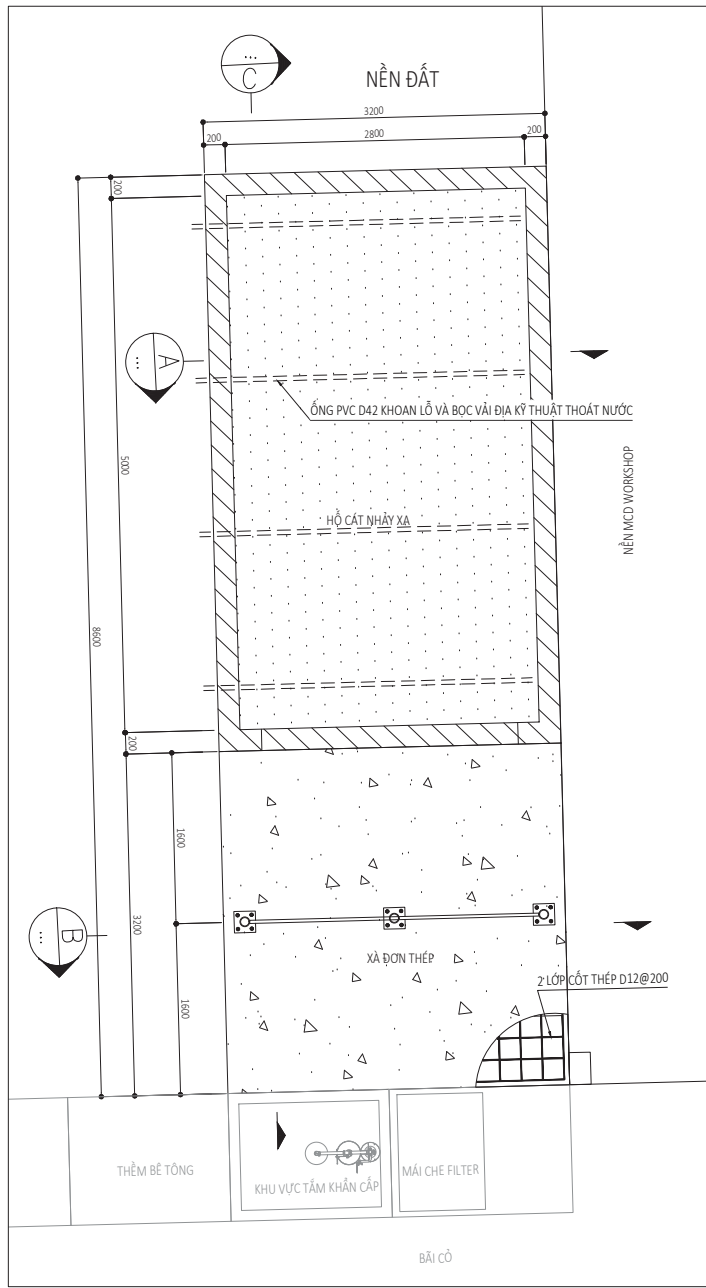 ...
C
NỀN ĐẤT
3200
200
2800
200
200
A
...
ỐNG PVC D42 KHOAN LỖ VÀ BỌC VẢI ĐỊA KỸ THUẬT THOÁT NƯỚC
5000
HỐ CÁT NHẢY XA
NỀN MCD WORKSHOP
8600
200
1600
B
...
3200
XÀ ĐƠN THÉP
2 LỚP CỐT THÉP D12@200
1600
THỀM BÊ TÔNG
KHU VỰC TẮM KHẨN CẤP
MÁI CHE FILTER
BÃI CỎ